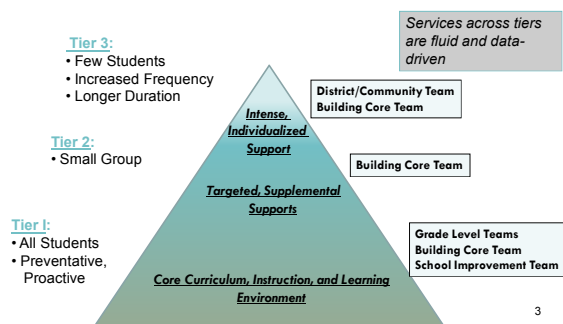 Services across tiers
are fluid and data-
driven
Tier 3:
• Few Students
• Increased Frequency
• Longer Duration
District/Community Team
Building Core Team
Intense,
Individualized
Support
Tier 2:
• Small Group
Building Core Team
Targeted, Supplemental
Supports
Tier I:
• All Students
• Preventative,
Proactive
Grade Level Teams
Building Core Team
School Improvement Team
Core Curriculum, Instruction, and Learning
Environment
3